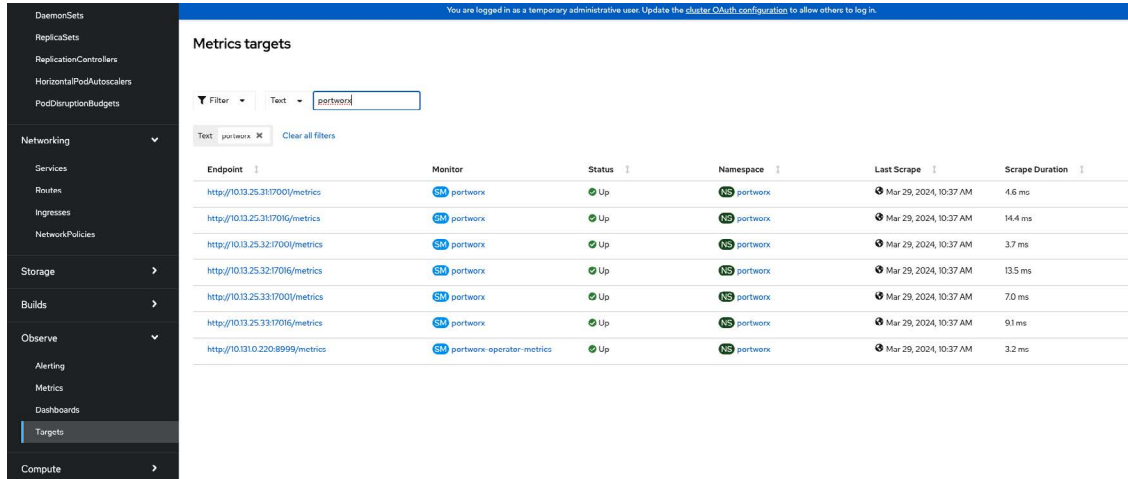 You are logged in as a temporary administrative user. Update the cluster OAuth configuration to allow others to log in.
DaemonSets
ReplicaSets
ReplicationControllers
HorizontalPodAutoscalers
PodDisruptionBudgets
Networking
Services
Routes
Ingresses
NetworkPolicies
Storage
Builds
Observe
Alerting
Metrics
Dashboards
Targets
Compute
Metrics targets
Filter Text portworx
Text portworx Clear all filters
Endpoint Monitor Status Namespace Last Scrape Scrape Duration
http://10.13.25.31:17001/metrics SM portworx Up NS portworx Mar 29, 2024, 10:37 AM 4.6 ms
http://10.13.25.31:17016/metrics SM portworx Up NS portworx Mar 29, 2024, 10:37 AM 14.4 ms
http://10.13.25.32:17001/metrics SM portworx Up NS portworx Mar 29, 2024, 10:37 AM 3.7 ms
http://10.13.25.32:17016/metrics SM portworx Up NS portworx Mar 29, 2024, 10:37 AM 13.5 ms
http://10.13.25.33:17001/metrics SM portworx Up NS portworx Mar 29, 2024, 10:37 AM 7.0 ms
http://10.13.25.33:17016/metrics SM portworx Up NS portworx Mar 29, 2024, 10:37 AM 9.1 ms
http://10.131.0.220:8999/metrics SM portworx-operator-metrics Up NS portworx Mar 29, 2024, 10:37 AM 3.2 ms